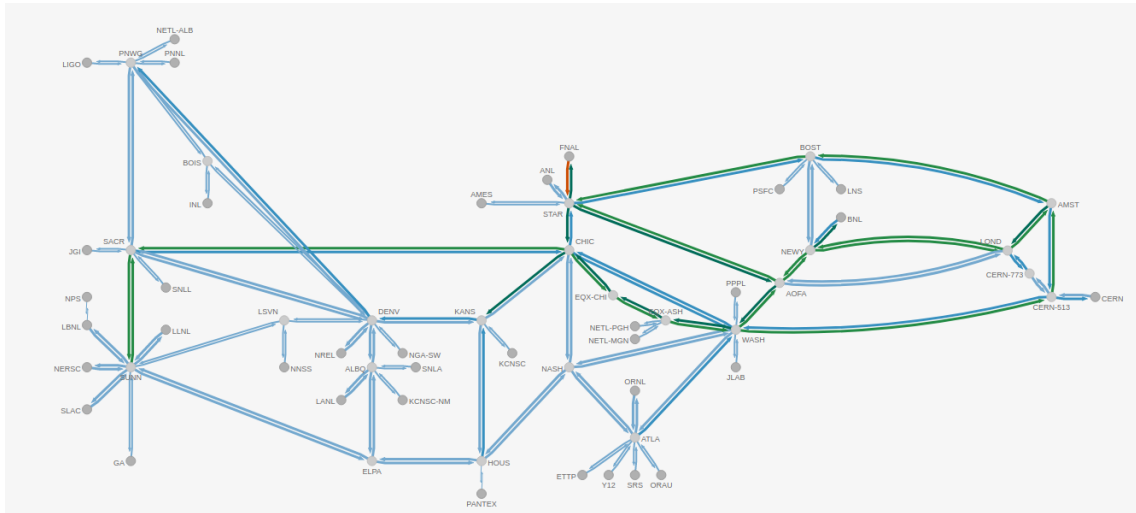 NETL-ALB
PNWG
PNNL
LIGO
BOIS
INL
FNAL
ANL
AMES
STAR
BOST
PSFC
LNS
AMST
BNL
SACR
JGI
SNLL
CHIC
NEWY
LOND
CERN-773
AOFA
PPPL
EQX-CHI
CERN
CERN-513
NPS
LBNL
LLNL
LSVN
DENV
KANS
EQX-ASH
NETL-PGH
NETL-MGN
WASH
NREL
NGA-SW
KCNSC
NERSC
SUNN
NNSS
ALBQ
SNLA
NASH
JLAB
ORNL
SLAC
LANL
KCNSC-NM
ATLA
GA
ELPA
HOUS
ETTP
Y12
SRS
ORAU
PANTEX